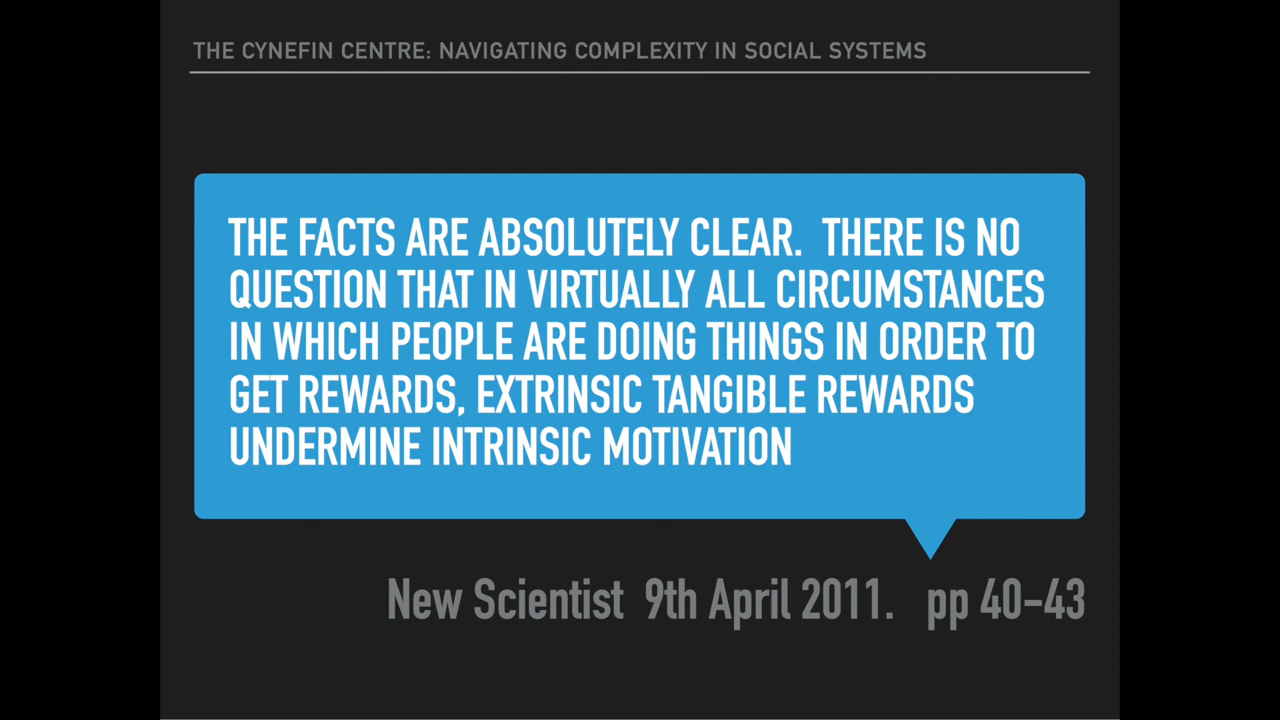 THE CYNEFIN CENTRE: NAVIGATING COMPLEXITY IN SOCIAL SYSTEMS
THE FACTS ARE ABSOLUTELY CLEAR.  THERE IS NO
QUESTION THAT IN VIRTUALLY ALL CIRCUMSTANCES
IN WHICH PEOPLE ARE DOING THINGS IN ORDER TO
GET REWARDS, EXTRINSIC TANGIBLE REWARDS
UNDERMINE INTRINSIC MOTIVATION
New Scientist  9th April 2011.   pp 40-43